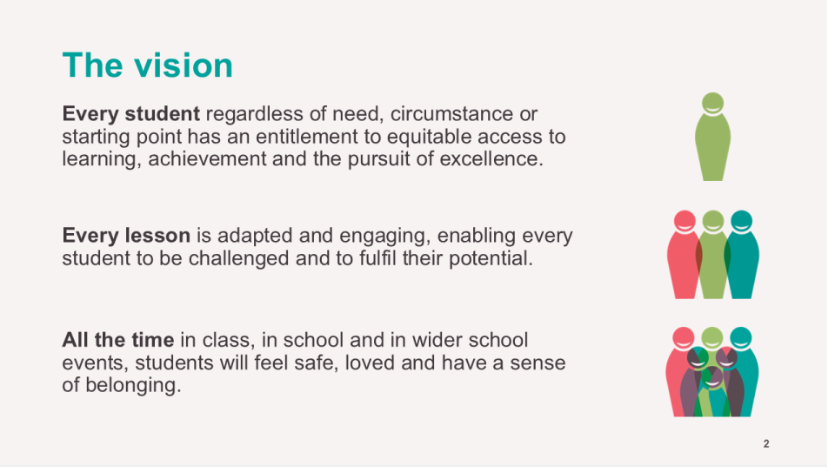 The vision
Every student regardless of need, circumstance or
starting point has an entitlement to equitable access to
learning, achievement and the pursuit of excellence.
Every lesson is adapted and engaging, enabling every
student to be challenged and to fulfil their potential.
All the time in class, in school and in wider school
events, students will feel safe, loved and have a sense
of belonging.
2